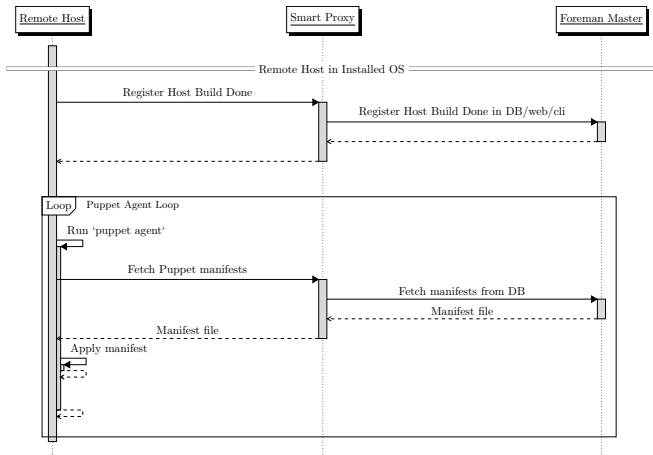 Remote Host
Smart Proxy
Foreman Master
Remote Host in Installed OS
Register Host Build Done
Register Host Build Done in DB/web/cli
Loop
Puppet Agent Loop
Run ‘puppet agent‘
Fetch Puppet manifests
Fetch manifests from DB
Manifest file
Manifest file
Apply manifest